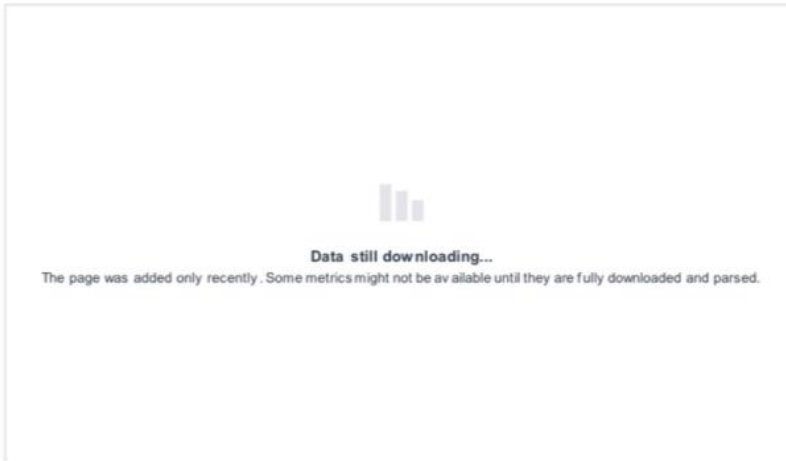 Data still downloading...
The page was added only recently. Some metrics might not be available until they are fully downloaded and parsed.